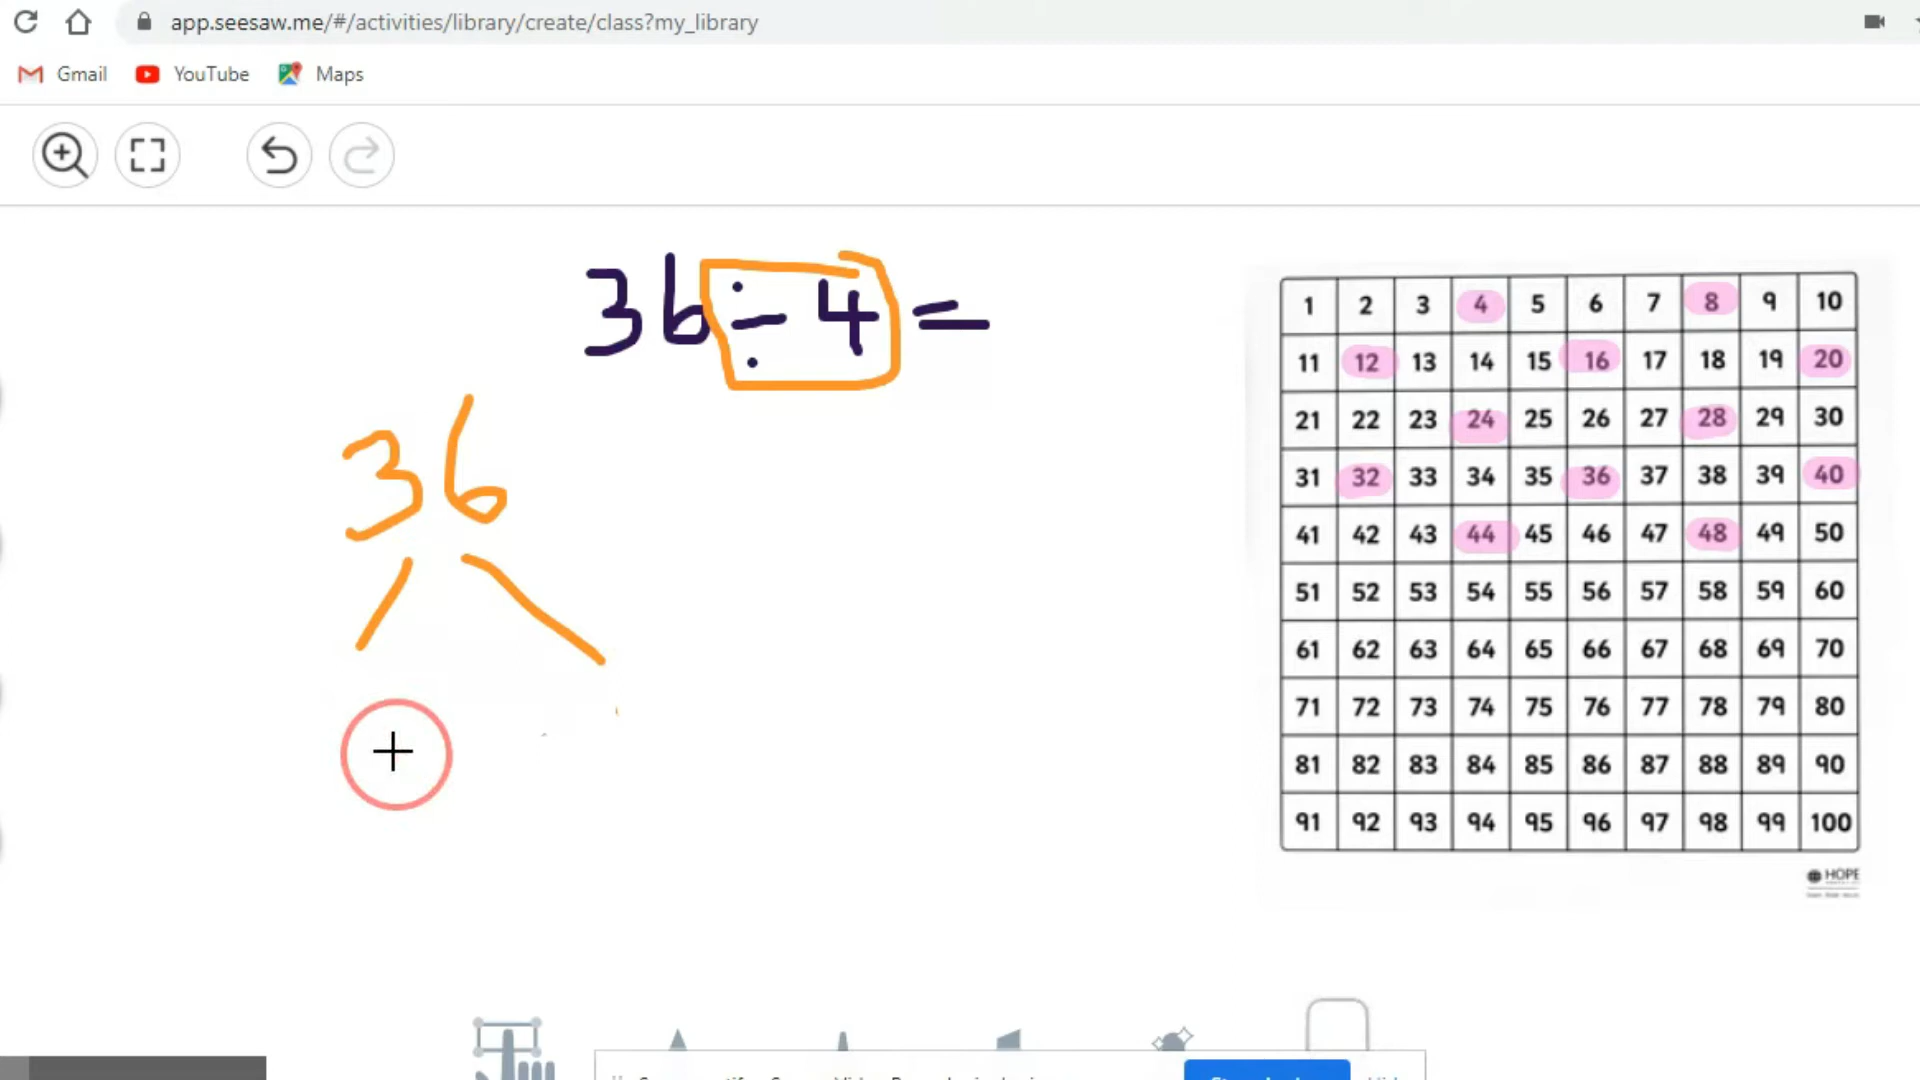 app.seesaw.me/#/activities/library/create/class?my_library
Gmail YouTube Maps
36 ÷ 4 =
36
1 2 3 4 5 6 7 8 9 10
11 12 13 14 15 16 17 18 19 20
21 22 23 24 25 26 27 28 29 30
31 32 33 34 35 36 37 38 39 40
41 42 43 44 45 46 47 48 49 50
51 52 53 54 55 56 57 58 59 60
61 62 63 64 65 66 67 68 69 70
71 72 73 74 75 76 77 78 79 80
81 82 83 84 85 86 87 88 89 90
91 92 93 94 95 96 97 98 99 100
HOPE